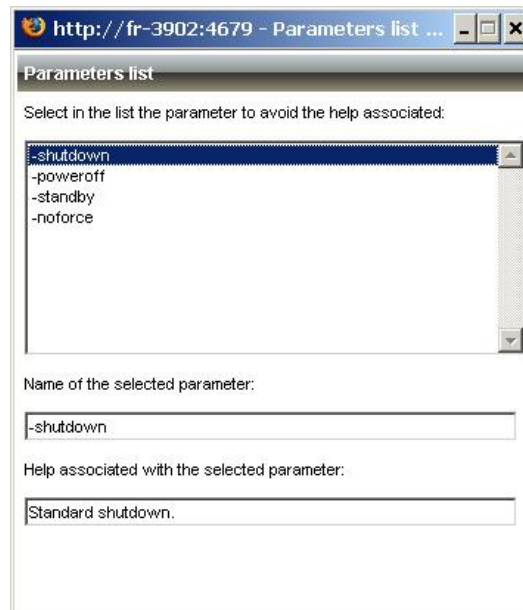 http://fr-3902:4679 - Parameters list ...
Parameters list
Select in the list the parameter to avoid the help associated:
-shutdown
-poweroff
-standby
-noforce
Name of the selected parameter:
-shutdown
Help associated with the selected parameter:
Standard shutdown.